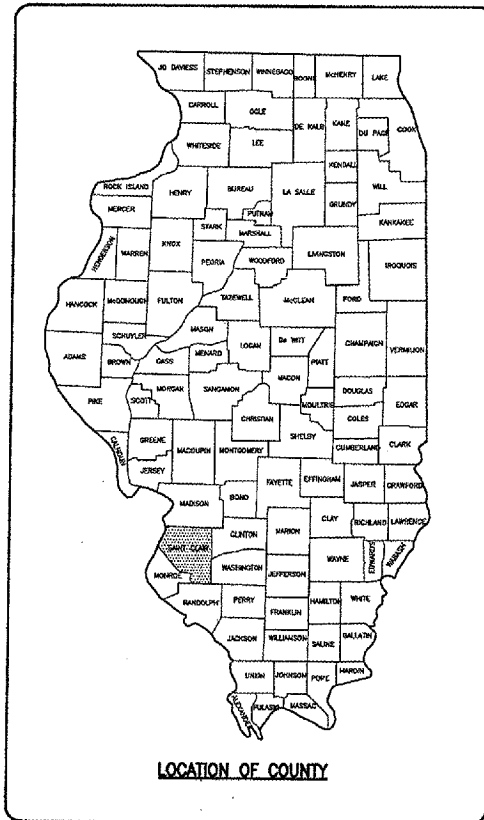 JO DAVIESS STEPHENSON WINNEBAGO BOONE McHENRY LAKE
CARROLL OGLE DE KALB KANE DU PAGE COOK
WHITESIDE LEE KENDALL WILL
ROCK ISLAND HENRY BUREAU LA SALLE GRUNDY
MERCER PUTNAM KANKAKEE
HENDERSON WARREN KNOX STARK MARSHALL LIVINGSTON IROQUOIS
PEORIA WOODFORD
HANCOCK McDONOUGH FULTON TAZEWELL McCLEAN FORD
MASON
SCHUYLER LOGAN De WITT CHAMPAIGN VERMILION
ADAMS BROWN CASS MENARD PIATT
MORGAN SANGAMON MACON DOUGLAS
PIKE SCOTT CHRISTIAN MOULTRIE COLES EDGAR
GREENE MACOUPIN MONTGOMERY SHELBY CUMBERLAND CLARK
CALHOUN JERSEY
FAYETTE EFFINGHAM JASPER CRAWFORD
MADISON BOND
CLAY RICHLAND LAWRENCE
SAINT CLAIR CLINTON MARION
WASHINGTON WAYNE EDWARDS WABASH
MONROE JEFFERSON
RANDOLPH PERRY HAMILTON WHITE
FRANKLIN
JACKSON WILLIAMSON SALINE GALLATIN
UNION JOHNSON POPE HARDIN
ALEXANDER PULASKI MASSAC
LOCATION OF COUNTY